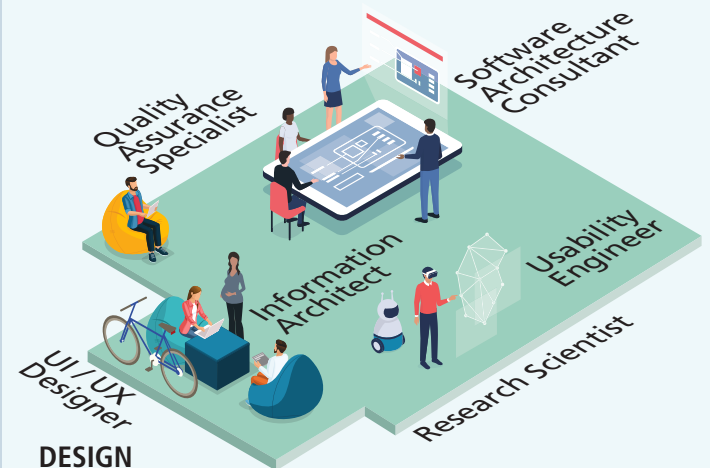 Software
Architecture
Consultant
Quality
Assurance
Specialist
Information
Architect
Usability
Engineer
UI / UX
Designer
Research Scientist
DESIGN